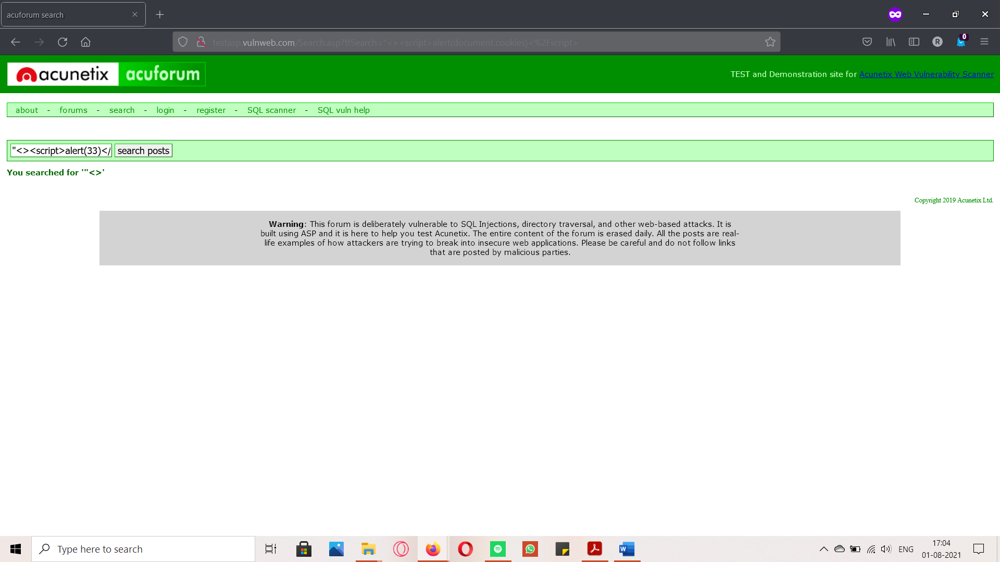 acuforum search
testasp.vulnweb.com/Search.asp?tfSearch="<><script>alert(document.cookies)<%2Fscript>
R
0
acunetix acuforum
TEST and Demonstration site for Acunetix Web Vulnerability Scanner
about - forums - search - login - register - SQL scanner - SQL vuln help
"<><script>alert(33)</ search posts
You searched for '"<>'
Copyright 2019 Acunetix Ltd.
Warning: This forum is deliberately vulnerable to SQL Injections, directory traversal, and other web-based attacks. It is
built using ASP and it is here to help you test Acunetix. The entire content of the forum is erased daily. All the posts are real-
life examples of how attackers are trying to break into insecure web applications. Please be careful and do not follow links
that are posted by malicious parties.
Type here to search
W
ENG
17:04
01-08-2021